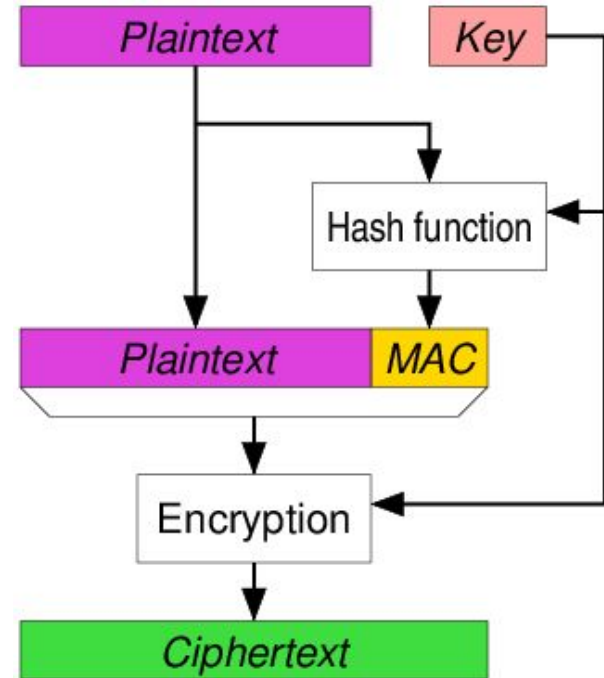 Plaintext
Key
Hash function
Plaintext
MAC
Encryption
Ciphertext